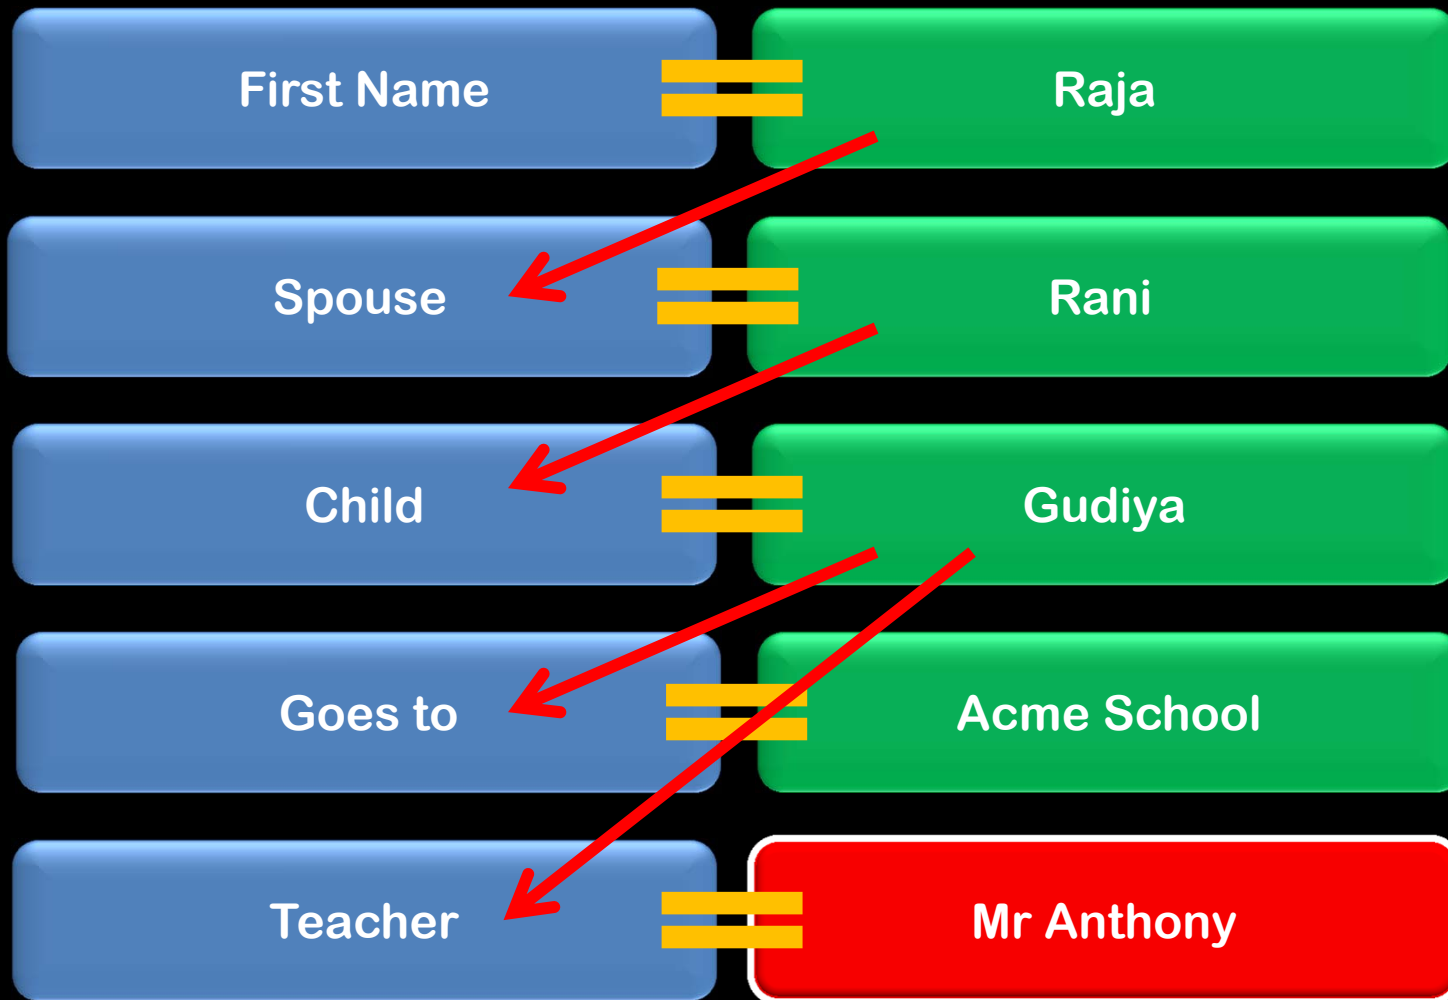 First Name
Raja
Spouse
Rani
Child
Gudiya
Goes to
Acme School
Teacher
Mr Anthony